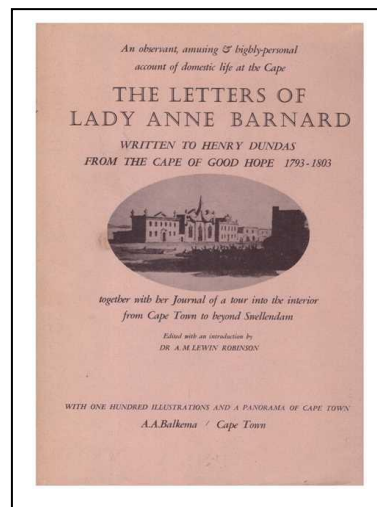 An observant, amusing & highly-personal
account of domestic life at the Cape
THE LETTERS OF
LADY ANNE BARNARD
WRITTEN TO HENRY DUNDAS
FROM THE CAPE OF GOOD HOPE 1793-1803
together with her Journal of a tour into the interior
from Cape Town to beyond Swellendam
Edited with an introduction by
DR A. M. LEWIN ROBINSON
WITH ONE HUNDRED ILLUSTRATIONS AND A PANORAMA OF CAPE TOWN
A.A.Balkema / Cape Town